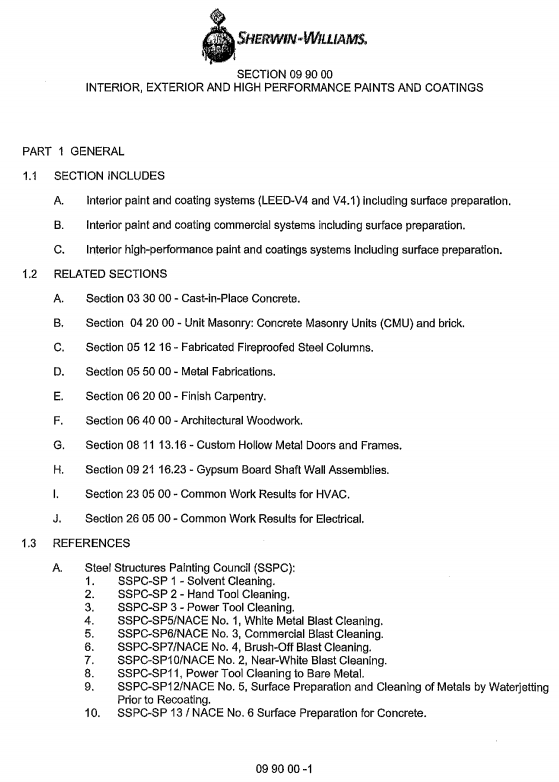 SHERWIN-WILLIAMS.
SECTION 09 90 00
INTERIOR, EXTERIOR AND HIGH PERFORMANCE PAINTS AND COATINGS
PART 1 GENERAL
1.1 SECTION INCLUDES
A. Interior paint and coating systems (LEED-V4 and V4.1) including surface preparation.
B. Interior paint and coating commercial systems including surface preparation.
C. Interior high-performance paint and coatings systems including surface preparation.
1.2 RELATED SECTIONS
A. Section 03 30 00 - Cast-in-Place Concrete.
B. Section 04 20 00 - Unit Masonry: Concrete Masonry Units (CMU) and brick.
C. Section 05 12 16 - Fabricated Fireproofed Steel Columns.
D. Section 05 50 00 - Metal Fabrications.
E. Section 06 20 00 - Finish Carpentry.
F. Section 06 40 00 - Architectural Woodwork.
G. Section 08 11 13.16 - Custom Hollow Metal Doors and Frames.
H. Section 09 21 16.23 - Gypsum Board Shaft Wall Assemblies.
I. Section 23 05 00 - Common Work Results for HVAC.
J. Section 26 05 00 - Common Work Results for Electrical.
1.3 REFERENCES
A. Steel Structures Painting Council (SSPC):
1. SSPC-SP 1 - Solvent Cleaning.
2. SSPC-SP 2 - Hand Tool Cleaning.
3. SSPC-SP 3 - Power Tool Cleaning.
4. SSPC-SP5/NACE No. 1, White Metal Blast Cleaning.
5. SSPC-SP6/NACE No. 3, Commercial Blast Cleaning.
6. SSPC-SP7/NACE No. 4, Brush-Off Blast Cleaning.
7. SSPC-SP10/NACE No. 2, Near-White Blast Cleaning.
8. SSPC-SP11, Power Tool Cleaning to Bare Metal.
9. SSPC-SP12/NACE No. 5, Surface Preparation and Cleaning of Metals by Waterjetting
Prior to Recoating.
10. SSPC-SP 13 / NACE No. 6 Surface Preparation for Concrete.
09 90 00 -1